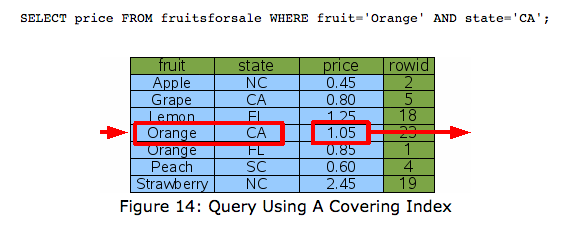 SELECT price FROM fruitsforsale WHERE fruit='Orange' AND state='CA';
fruit state price rowid
Apple NC 0.45 2
Grape CA 0.80 5
Lemon FL 1.25 18
Orange CA 1.05 23
Orange FL 0.85 1
Peach SC 0.60 4
Strawberry NC 2.45 19
Figure 14: Query Using A Covering Index